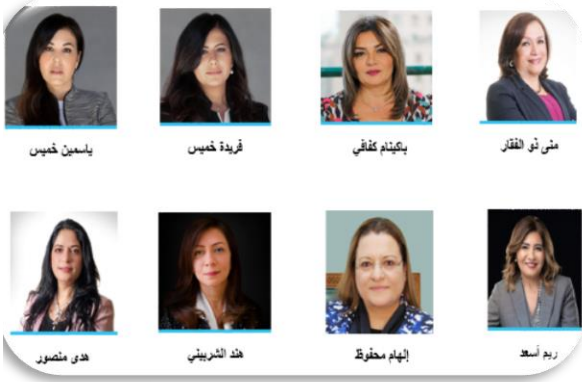 منى ذو الفقار
باكينام كفافي
فريدة خميس
ياسمين خميس
ريم أسعد
إلهام محفوظ
هند الشربيني
هدى منصور